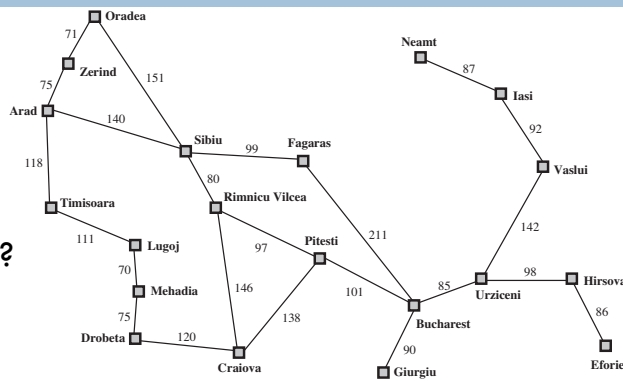 Oradea
71
Neamt
87
Zerind
151
75
Iasi
Arad
140
92
Sibiu
Fagaras
99
118
Vaslui
80
Rimnicu Vilcea
Timisoara
142
111
211
Lugoj
97
Pitesti
?
70
98
Hirsova
146
85
Mehadia
101
Urziceni
86
75
138
Bucharest
Drobeta
120
90
Eforie
Craiova
Giurgiu